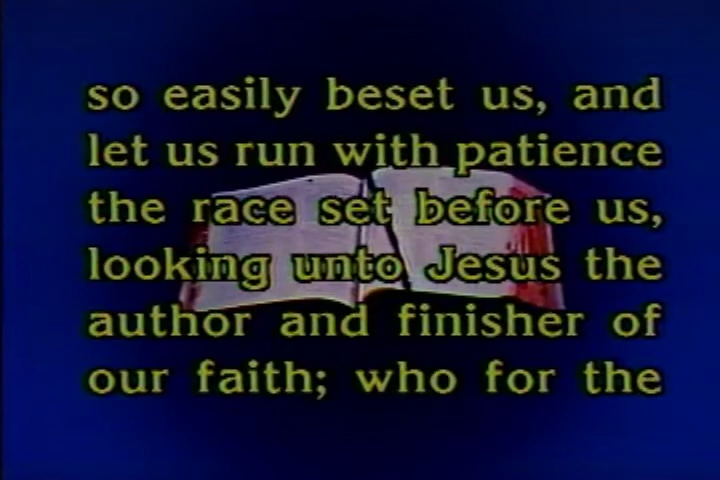 so easily beset us, and
let us run with patience
the race set before us,
looking unto Jesus the
author and finisher of
our faith; who for the